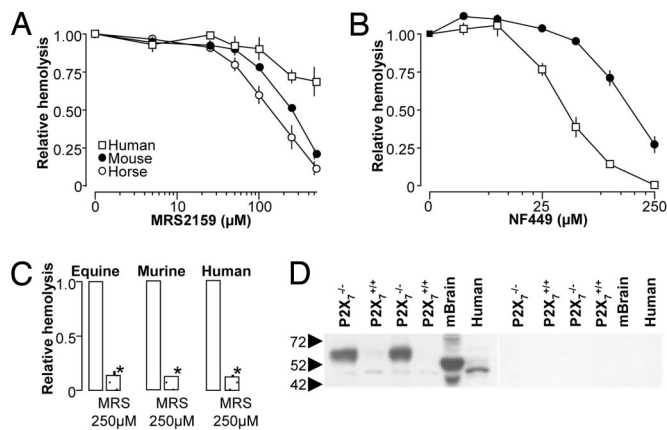 A
Relative hemolysis
1.00
0.75
0.50
0.25
0
Human
Mouse
Horse
0
10
100
MRS2159 (µM)
B
Relative hemolysis
1.00
0.75
0.50
0.25
0
0
25
250
NF449 (µM)
C
Relative hemolysis
1.0
0.5
0
Equine Murine Human
* * *
MRS MRS MRS
250µM 250µM 250µM
D
P2X7-/- P2X7+/+ P2X7-/- P2X7+/+ mBrain Human
P2X7-/- P2X7+/+ P2X7-/- P2X7+/+ mBrain Human
72
52
42